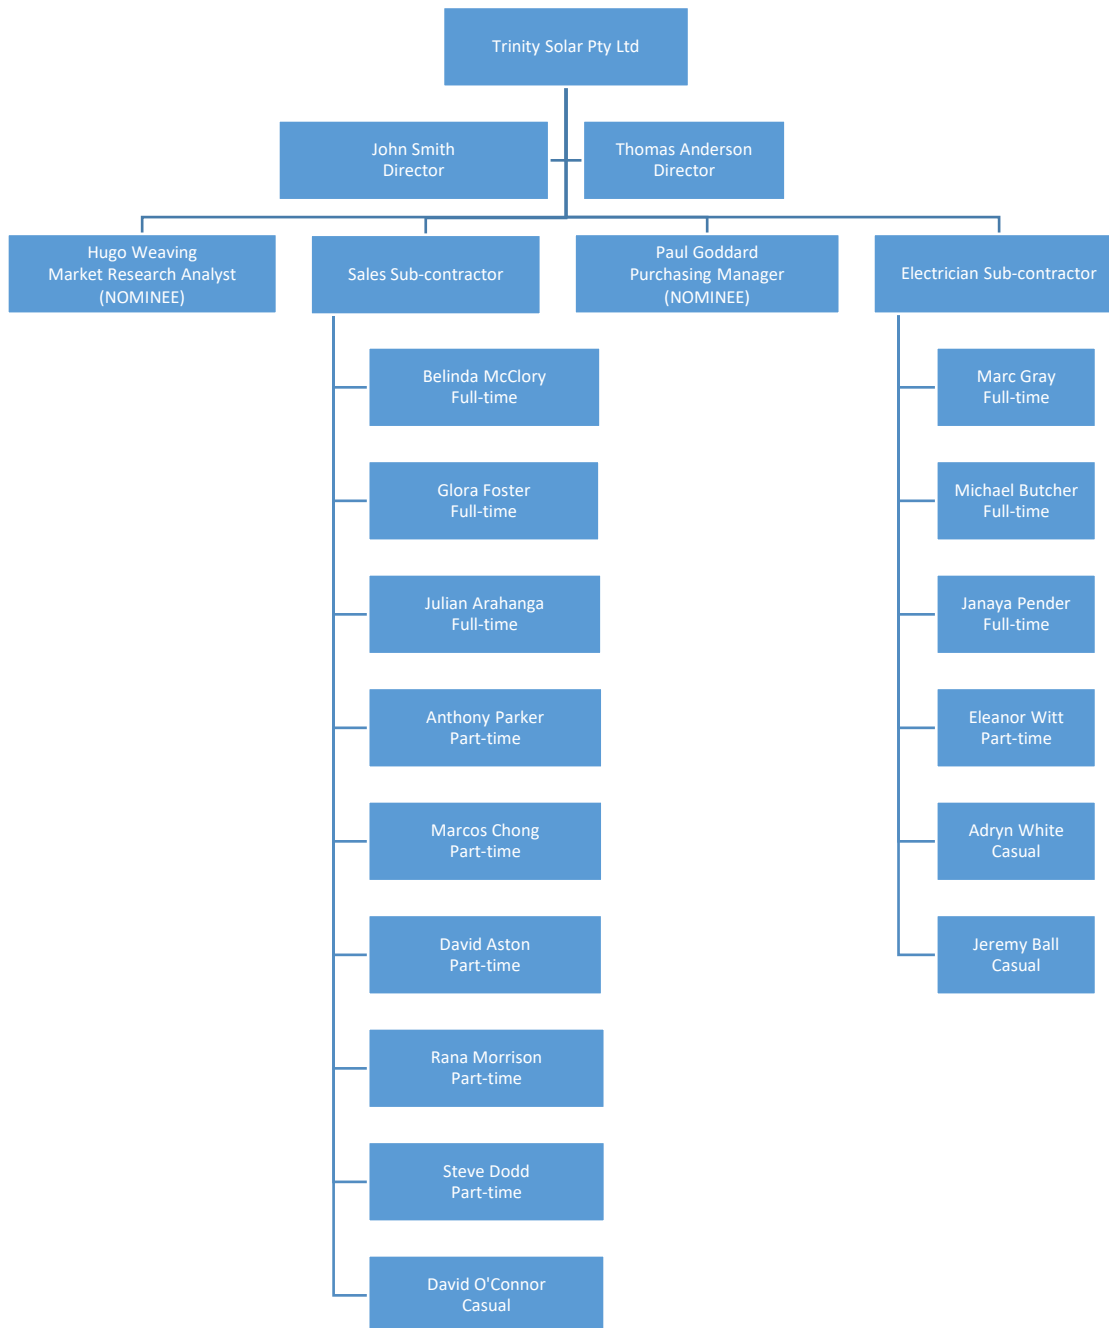 Trinity Solar Pty Ltd
John Smith
Director
Thomas Anderson
Director
Hugo Weaving
Market Research Analyst
(NOMINEE)
Sales Sub-contractor
Paul Goddard
Purchasing Manager
(NOMINEE)
Electrician Sub-contractor
Belinda McClory
Full-time
Glora Foster
Full-time
Julian Arahanga
Full-time
Anthony Parker
Part-time
Marcos Chong
Part-time
David Aston
Part-time
Rana Morrison
Part-time
Steve Dodd
Part-time
David O'Connor
Casual
Marc Gray
Full-time
Michael Butcher
Full-time
Janaya Pender
Full-time
Eleanor Witt
Part-time
Adryn White
Casual
Jeremy Ball
Casual